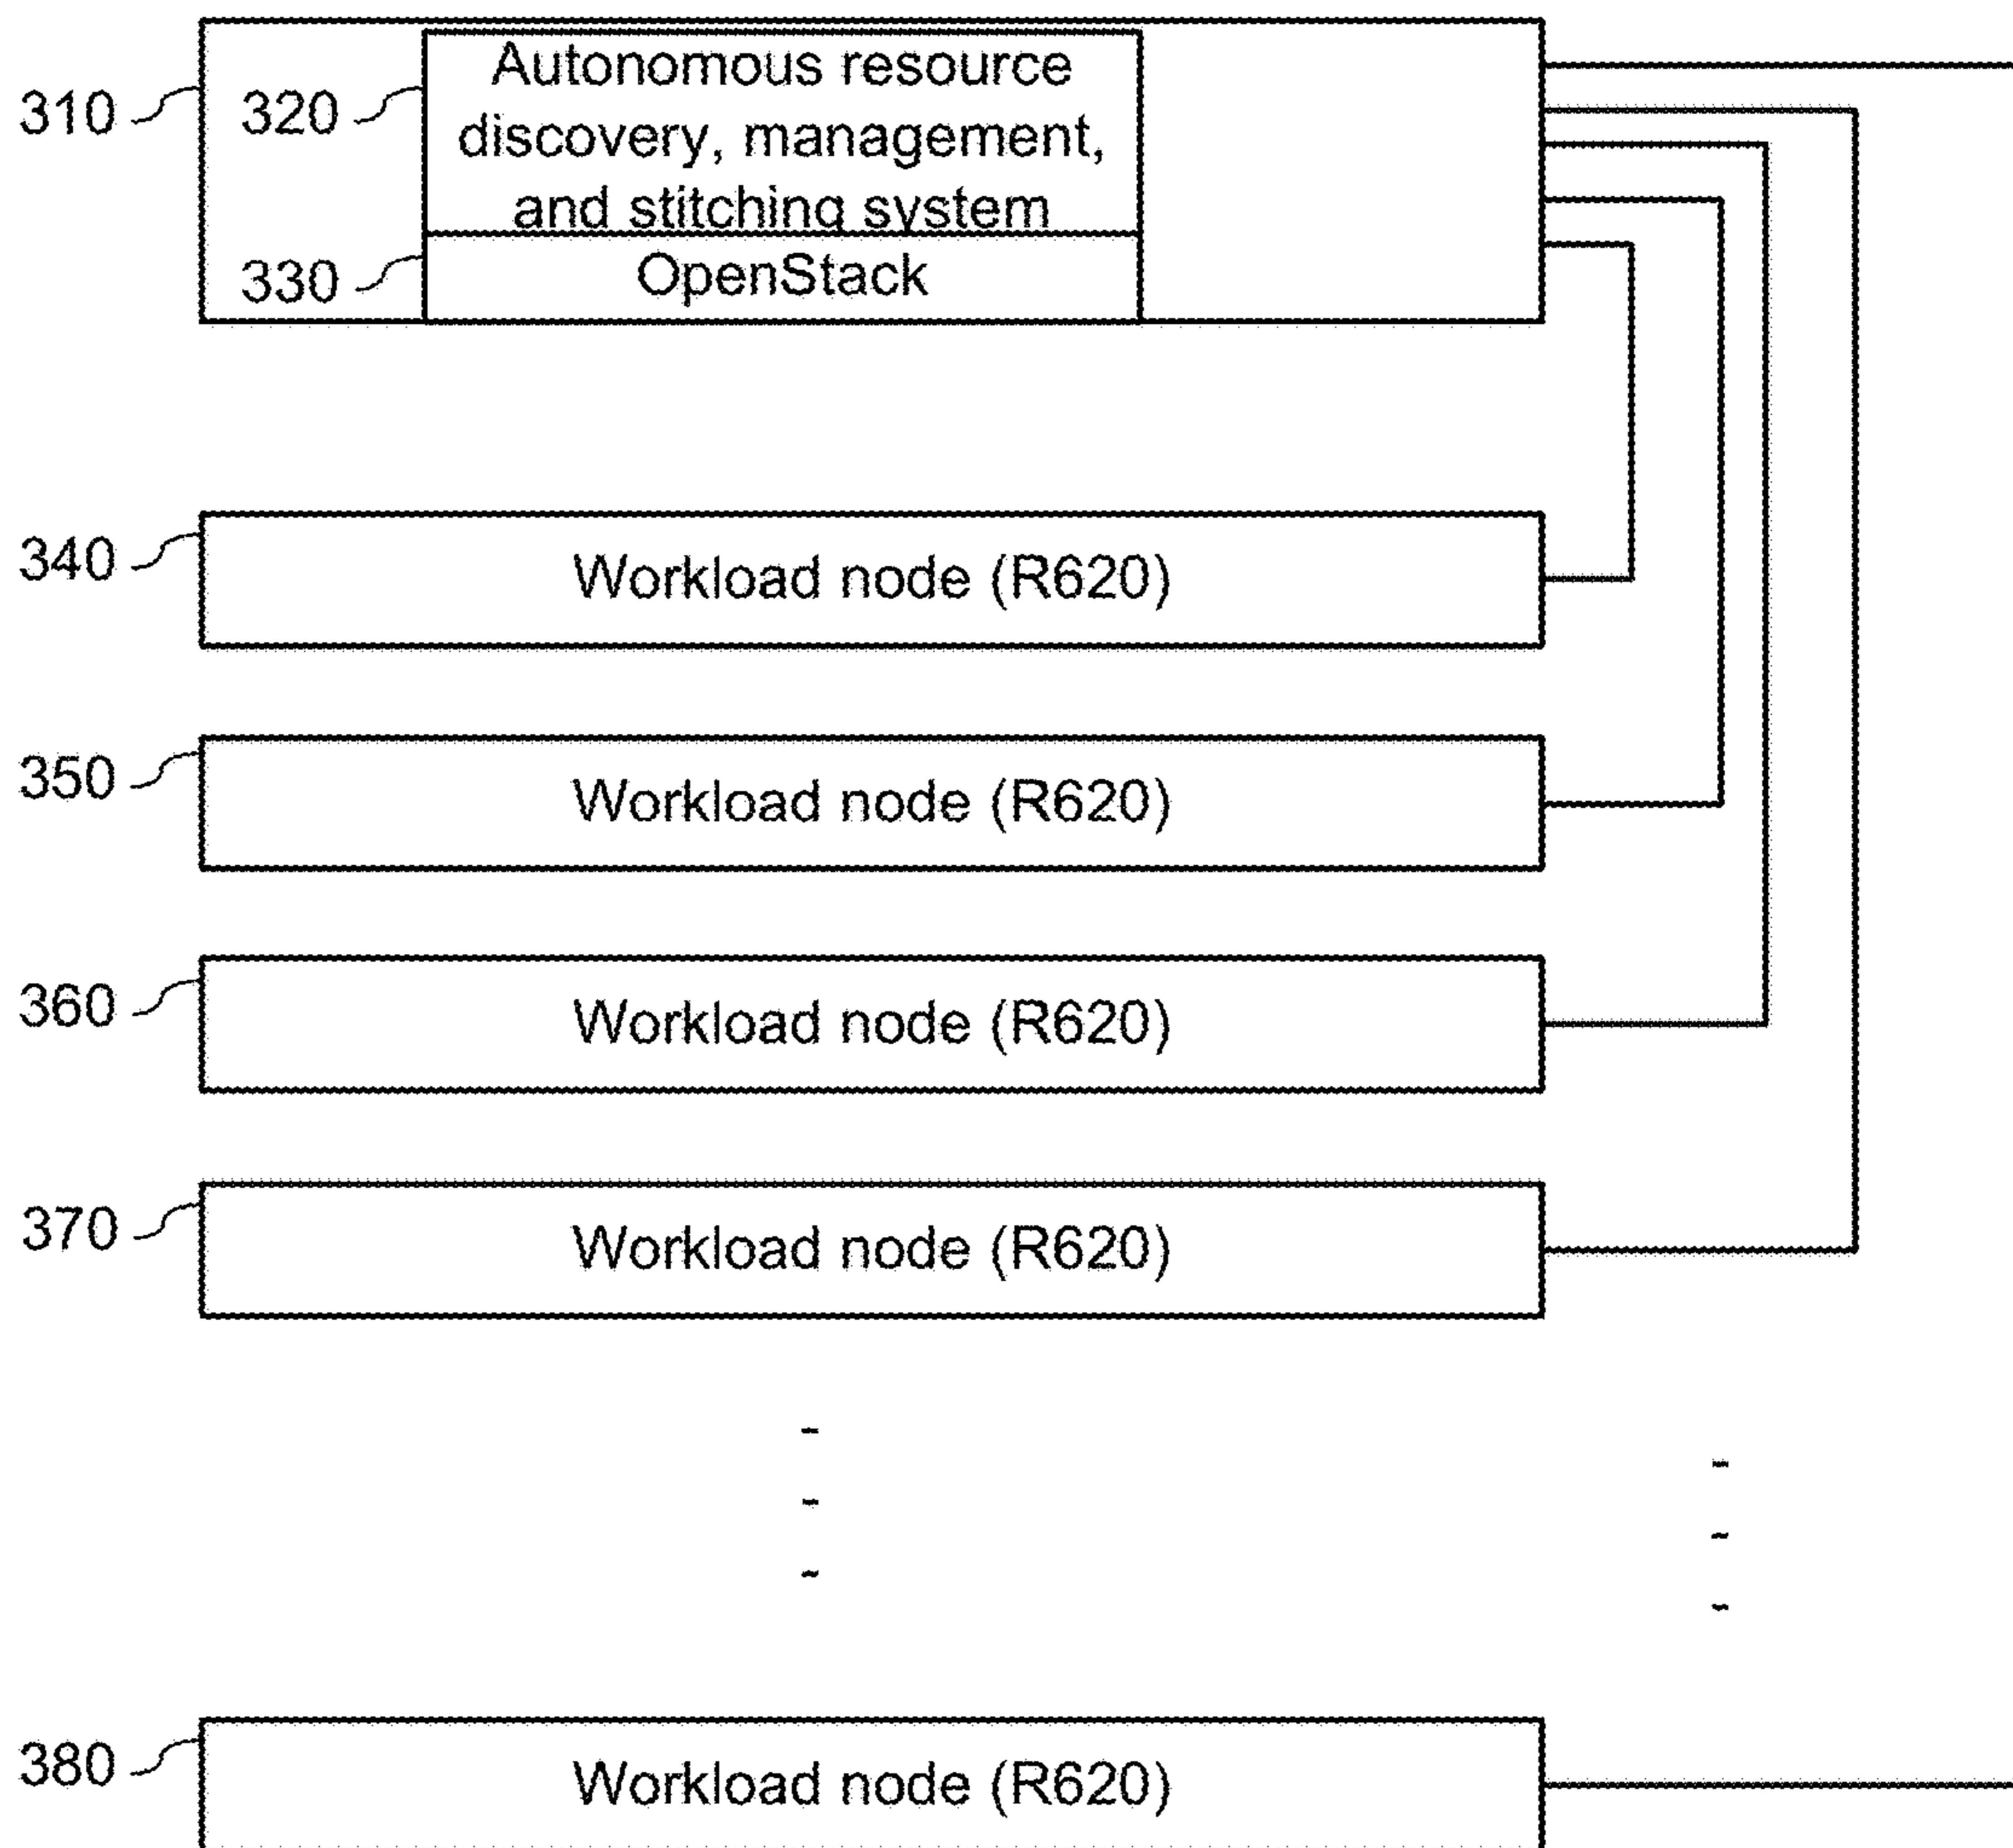 310
320
Autonomous resource
discovery, management,
and stitching system
330
OpenStack
340
Workload node (R620)
350
Workload node (R620)
360
Workload node (R620)
370
Workload node (R620)
380
Workload node (R620)